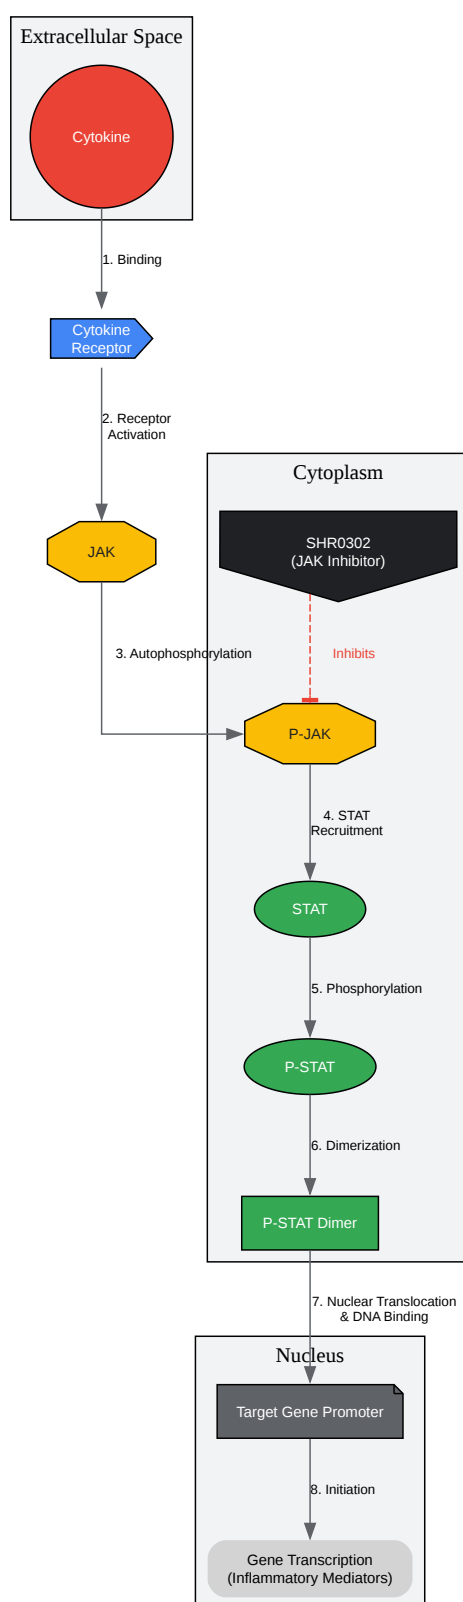 Extracellular Space
Cytokine
1. Binding
Cytokine
Receptor
2. Receptor
Activation
Cytoplasm
JAK
SHR0302
(JAK Inhibitor)
3. Autophosphorylation
Inhibits
P-JAK
4. STAT
Recruitment
STAT
5. Phosphorylation
P-STAT
6. Dimerization
P-STAT Dimer
7. Nuclear Translocation
& DNA Binding
Nucleus
Target Gene Promoter
8. Initiation
Gene Transcription
(Inflammatory Mediators)